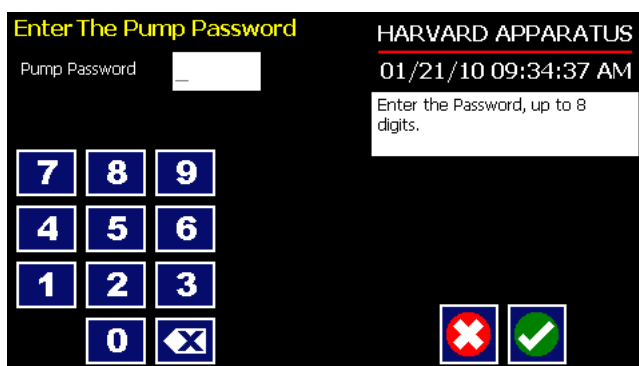 Enter The Pump Password
Pump Password
_
HARVARD APPARATUS
01/21/10 09:34:37 AM
Enter the Password, up to 8
digits.
7 8 9
4 5 6
1 2 3
0